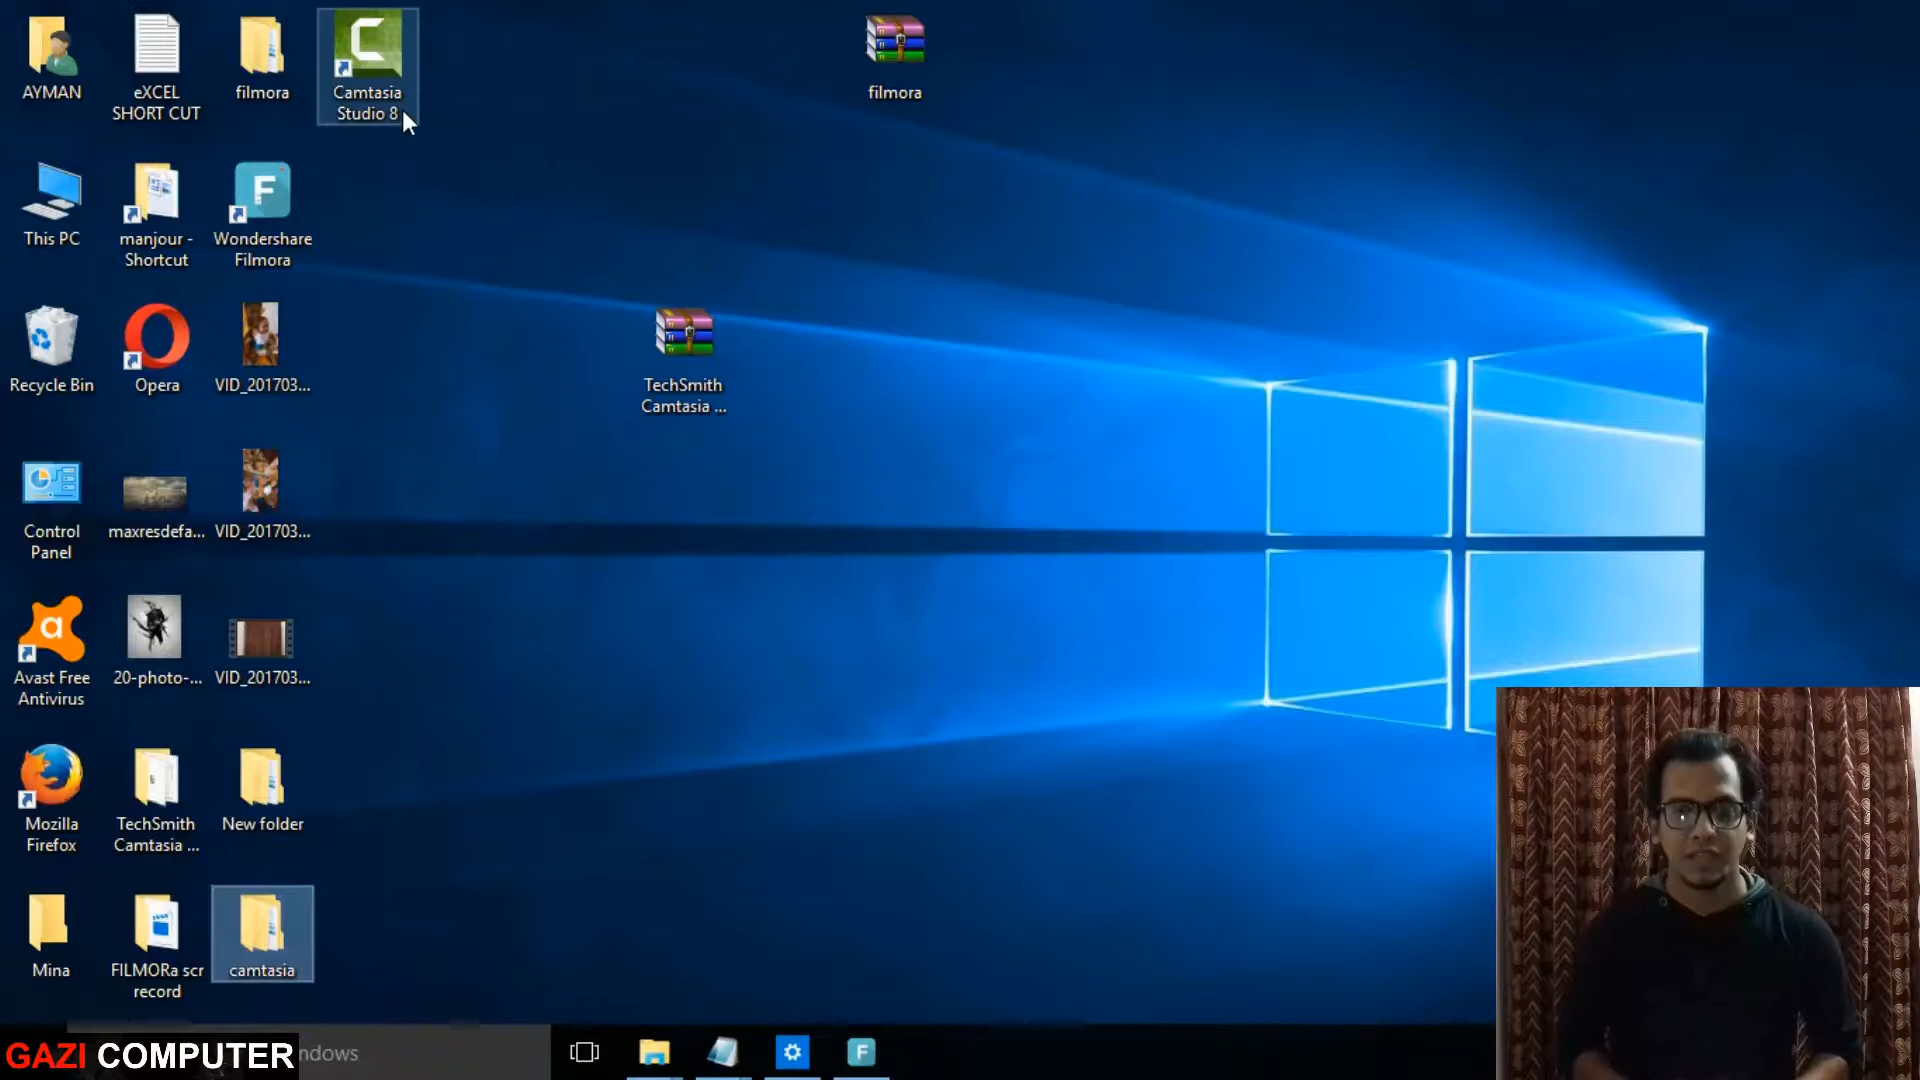 AYMAN
eXCEL
SHORT CUT
filmora
Camtasia
Studio 8
filmora
This PC
manjour -
Shortcut
Wondershare
Filmora
Recycle Bin
Opera
VID_201703...
TechSmith
Camtasia ...
Control
Panel
maxresdefa...
VID_201703...
Avast Free
Antivirus
20-photo-...
VID_201703...
Mozilla
Firefox
TechSmith
Camtasia ...
New folder
Mina
FILMORa scr
record
camtasia
GAZI COMPUTER
ndows